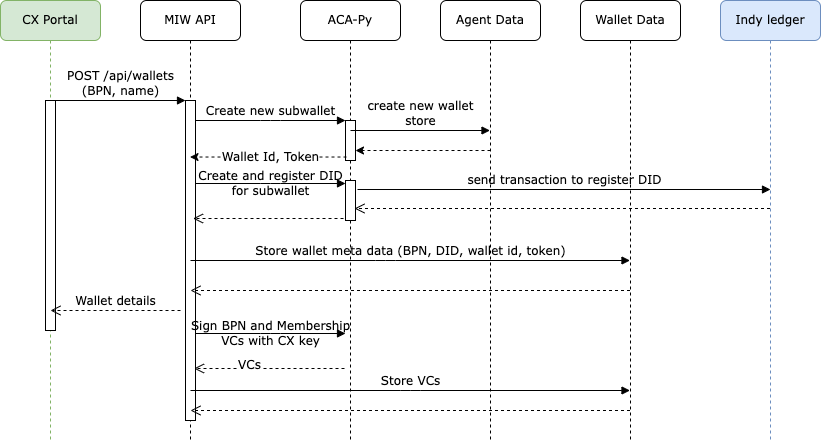 CX Portal
MIW API
ACA-Py
Agent Data
Wallet Data
Indy ledger
POST /api/wallets
(BPN, name)
Create new subwallet
create new wallet
store
Wallet Id, Token
Create and register DID
for subwallet
send transaction to register DID
Store wallet meta data (BPN, DID, wallet id, token)
Wallet details
Sign BPN and Membership
VCs with CX key
VCs
Store VCs